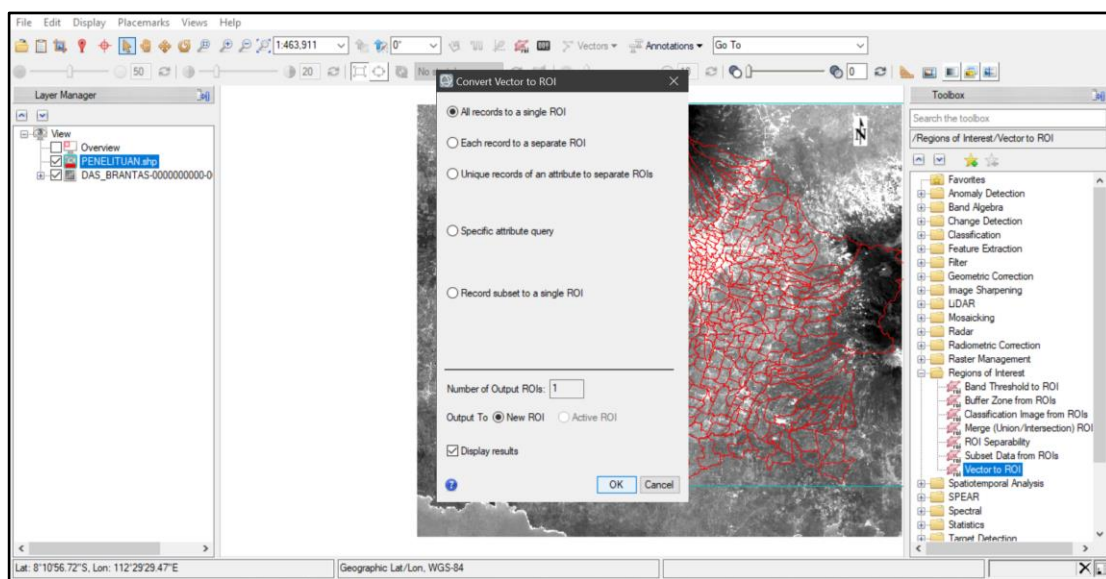 File Edit Display Placemarks Views Help
1:463,911 0° Vectors Annotations Go To
50 20 No 10 0
Layer Manager
View
Overview
PENELITUAN.shp
DAS_BRANTAS-0000000000-0
Convert Vector to ROI
All records to a single ROI
Each record to a separate ROI
Unique records of an attribute to separate ROIs
Specific attribute query
Record subset to a single ROI
Number of Output ROIs: 1
Output To New ROI Active ROI
Display results
OK Cancel
N
Toolbox
Search the toolbox
/Regions of Interest/Vector to ROI
Favorites
Anomaly Detection
Band Algebra
Change Detection
Classification
Feature Extraction
Filter
Geometric Correction
Image Sharpening
LiDAR
Mosaicking
Radar
Radiometric Correction
Raster Management
Regions of Interest
Band Threshold to ROI
Buffer Zone from ROIs
Classification Image from ROIs
Merge (Union/Intersection) ROI
ROI Separability
Subset Data from ROIs
Vector to ROI
Spatiotemporal Analysis
SPEAR
Spectral
Statistics
Target Detection
Lat: 8°10'56.72"S, Lon: 112°29'29.47"E
Geographic Lat/Lon, WGS-84